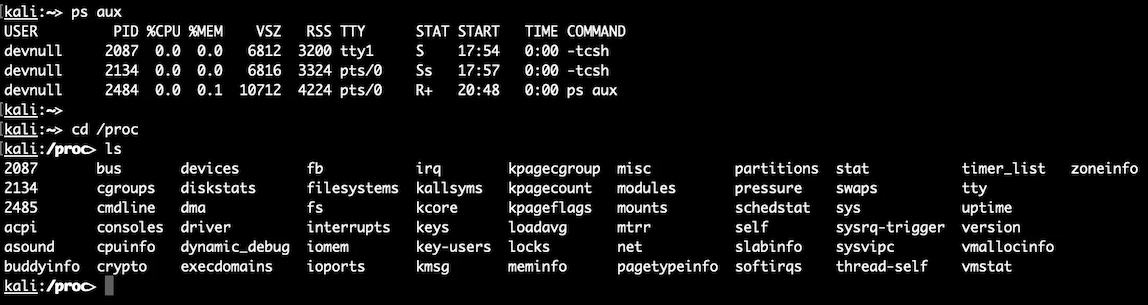 [kali:~> ps aux
USER PID %CPU %MEM VSZ RSS TTY STAT START TIME COMMAND
devnull 2087 0.0 0.0 6812 3200 tty1 S 17:54 0:00 -tcsh
devnull 2134 0.0 0.0 6816 3324 pts/0 Ss 17:57 0:00 -tcsh
devnull 2484 0.0 0.1 10712 4224 pts/0 R+ 20:48 0:00 ps aux
[kali:~>
[kali:~> cd /proc
[kali:/proc> ls
2087 bus devices fb irq kpagecgroup misc partitions stat timer_list zoneinfo
2134 cgroups diskstats filesystems kallsyms kpagecount modules pressure swaps tty
2485 cmdline dma fs kcore kpageflags mounts schedstat sys uptime
acpi consoles driver interrupts keys loadavg mtrr self sysrq-trigger version
asound cpuinfo dynamic_debug iomem key-users locks net slabinfo sysvipc vmallocinfo
buddyinfo crypto execdomains ioports kmsg meminfo pagetypeinfo softirqs thread-self vmstat
kali:/proc>